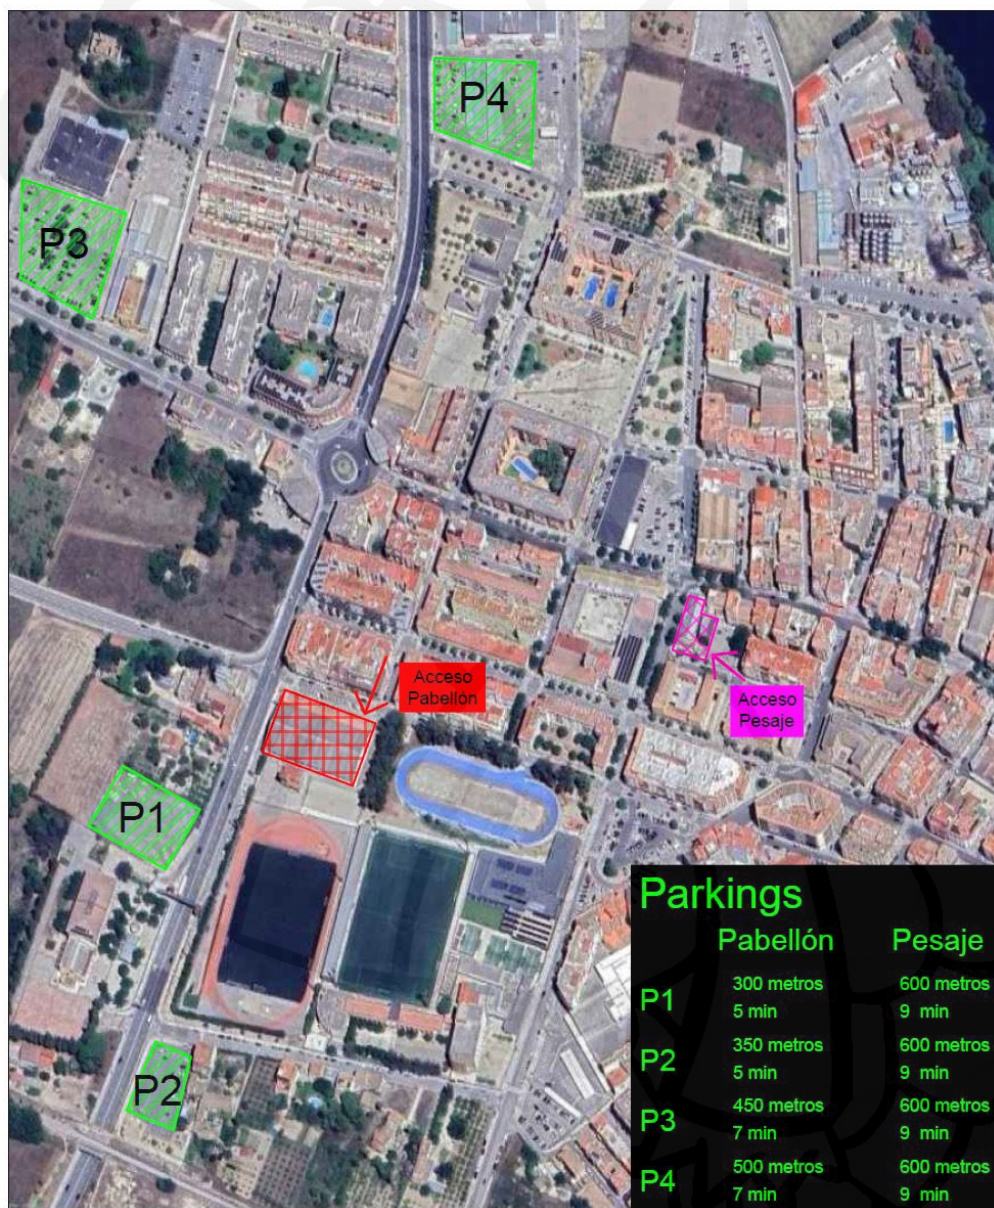 P4
P3
Acceso
Pabellón
Acceso
Pesaje
P1
P2
Parkings
Pabellón Pesaje
P1 300 metros 600 metros
5 min 9 min
P2 350 metros 600 metros
5 min 9 min
P3 450 metros 600 metros
7 min 9 min
P4 500 metros 600 metros
7 min 9 min